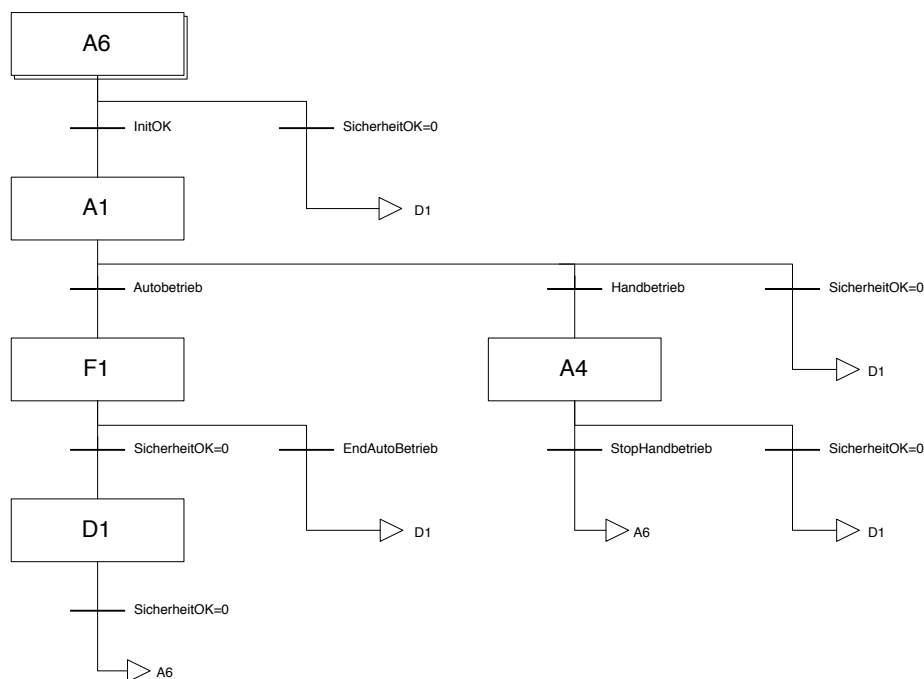 A6
InitOK
SicherheitOK=0
D1
A1
Autobetrieb
Handbetrieb
SicherheitOK=0
F1
A4
D1
SicherheitOK=0
EndAutoBetrieb
StopHandbetrieb
SicherheitOK=0
D1
D1
A6
D1
SicherheitOK=0
A6